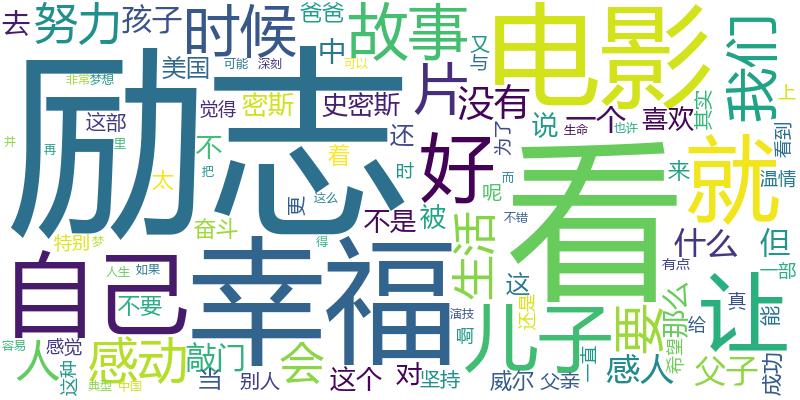 去 努力 孩子 时候 爸爸 中 故事 电影 我们
美国 可能 深刻 可以 又 与
励志 非常 梦想 觉得 密斯 史密斯 片 没有 一个 喜欢 其实 上
这部 不 还 说 为了 生命 也许 看到
并 再 里 太 把 着 时 好 呢 而 看 就 来 温情
更 这么 不错
特别 梦 奋斗 得 不是 被 生活 什么 但
自己 幸福 人生 如果 不要 这 有点 一部
儿子 还是 要 那么 让 真 能
人 感觉 感动 敲门 会 演技 啊 一直 感人 希望 给 父子 成功
容易 这种 典型 中国 当 别人 这个 对 坚持 威尔 父亲